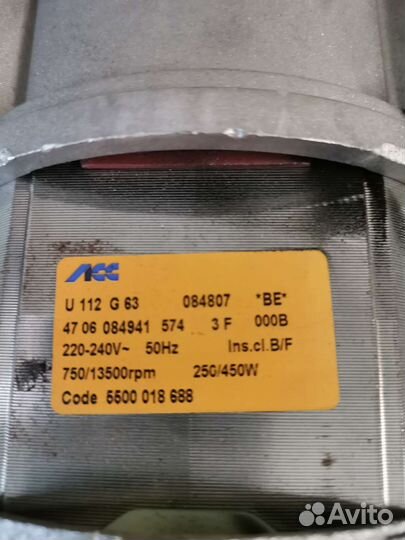 ACC
U 112 G 63 084807 *BE*
47 06 084941 574 3 F 000B
220-240V~ 50Hz Ins.cl.B/F
750/13500rpm 250/450W
Code 5500 018 688
Avito